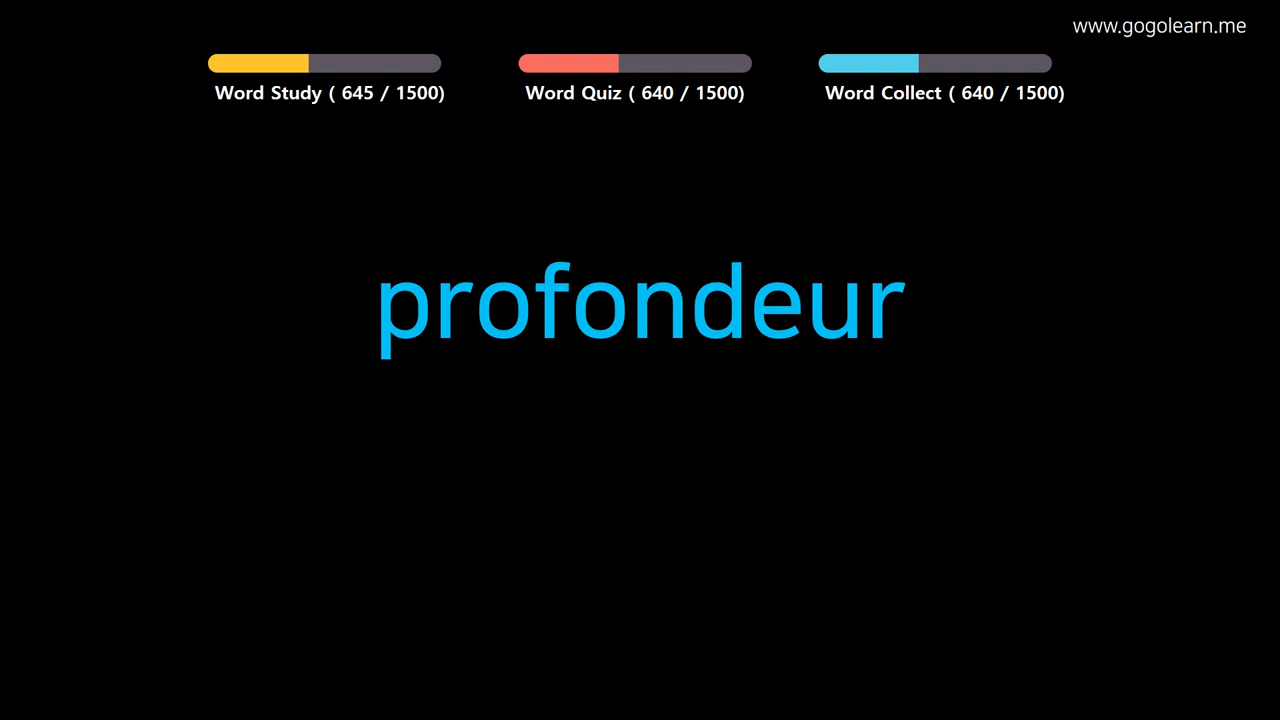 www.gogolearn.me
Word Study ( 645 / 1500)
Word Quiz ( 640 / 1500)
Word Collect ( 640 / 1500)
profondeur